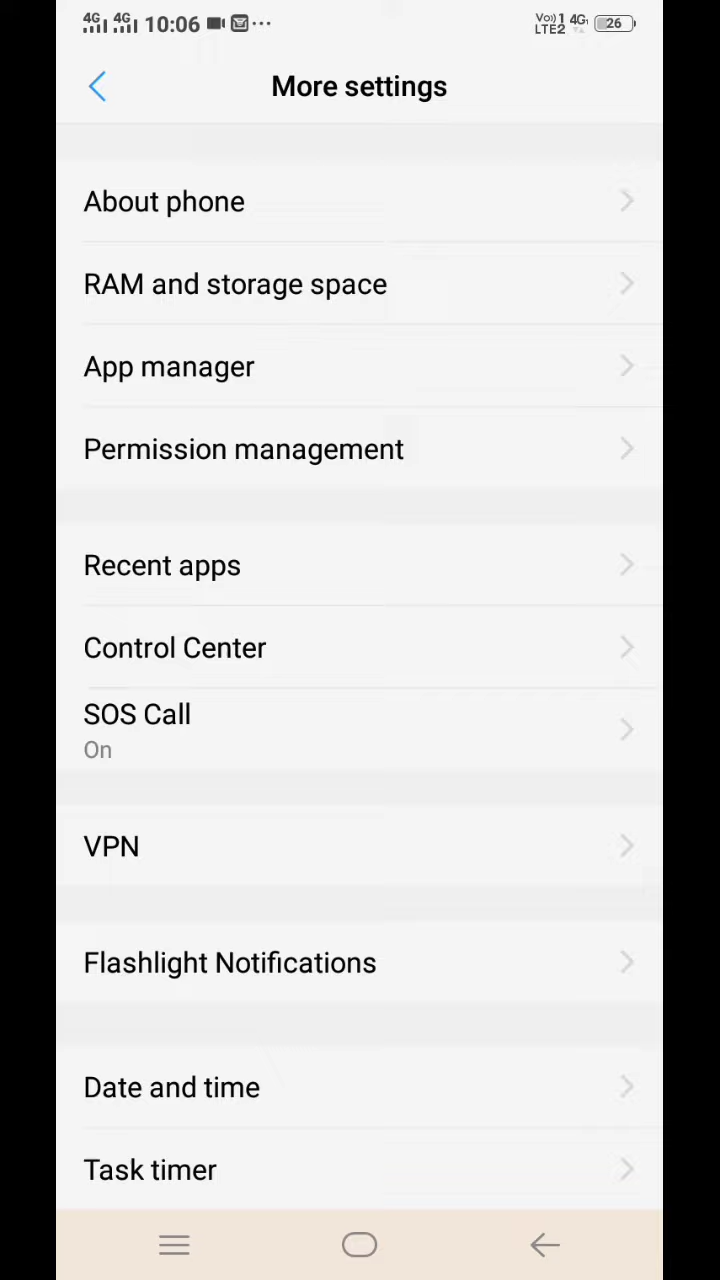 4G 4G 10:06 ... Vo)) 1 4G 26
LTE2
More settings
About phone
RAM and storage space
App manager
Permission management
Recent apps
Control Center
SOS Call
On
VPN
Flashlight Notifications
Date and time
Task timer